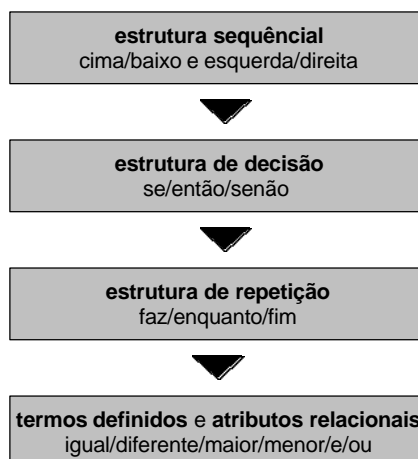 estrutura sequêncial
cima/baixo e esquerda/direita
estrutura de decisão
se/então/senão
estrutura de repetição
faz/enquanto/fim
termos definidos e atributos relacionais
igual/diferente/maior/menor/e/ou